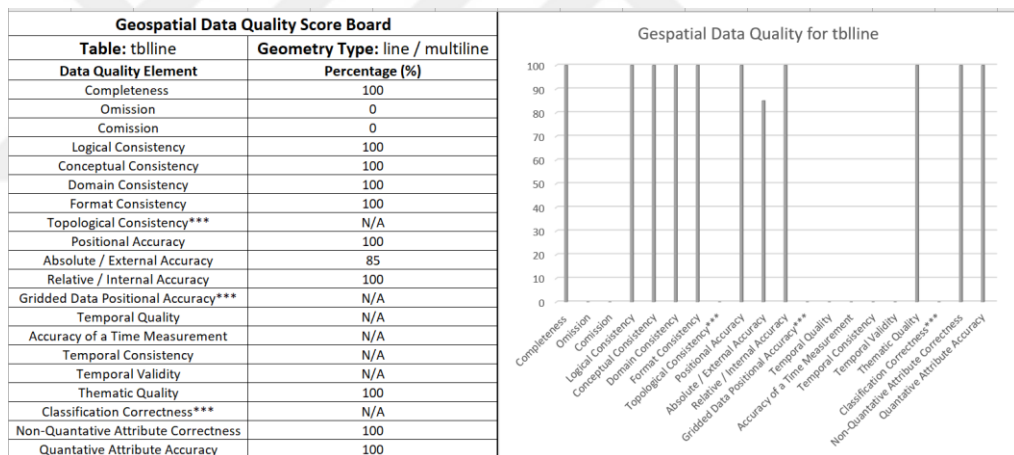 Geospatial Data Quality Score Board
Table: tblline Geometry Type: line / multiline
Data Quality Element Percentage (%)
Completeness 100
Omission 0
Comission 0
Logical Consistency 100
Conceptual Consistency 100
Domain Consistency 100
Format Consistency 100
Topological Consistency*** N/A
Positional Accuracy 100
Absolute / External Accuracy 85
Relative / Internal Accuracy 100
Gridded Data Positional Accuracy*** N/A
Temporal Quality N/A
Accuracy of a Time Measurement N/A
Temporal Consistency N/A
Temporal Validity N/A
Thematic Quality 100
Classification Correctness*** N/A
Non-Quantative Attribute Correctness 100
Quantative Attribute Accuracy 100
Gespatial Data Quality for tblline
100
90
80
70
60
50
40
30
20
10
0
Completeness
Omission
Comission
Logical Consistency
Conceptual Consistency
Domain Consistency
Format Consistency
Topological Consistency***
Positional Accuracy
Absolute / External Accuracy
Relative / Internal Accuracy
Gridded Data Positional Accuracy***
Temporal Quality
Accuracy of a Time Measurement
Temporal Consistency
Temporal Validity
Thematic Quality
Classification Correctness***
Non-Quantative Attribute Correctness
Quantative Attribute Accuracy